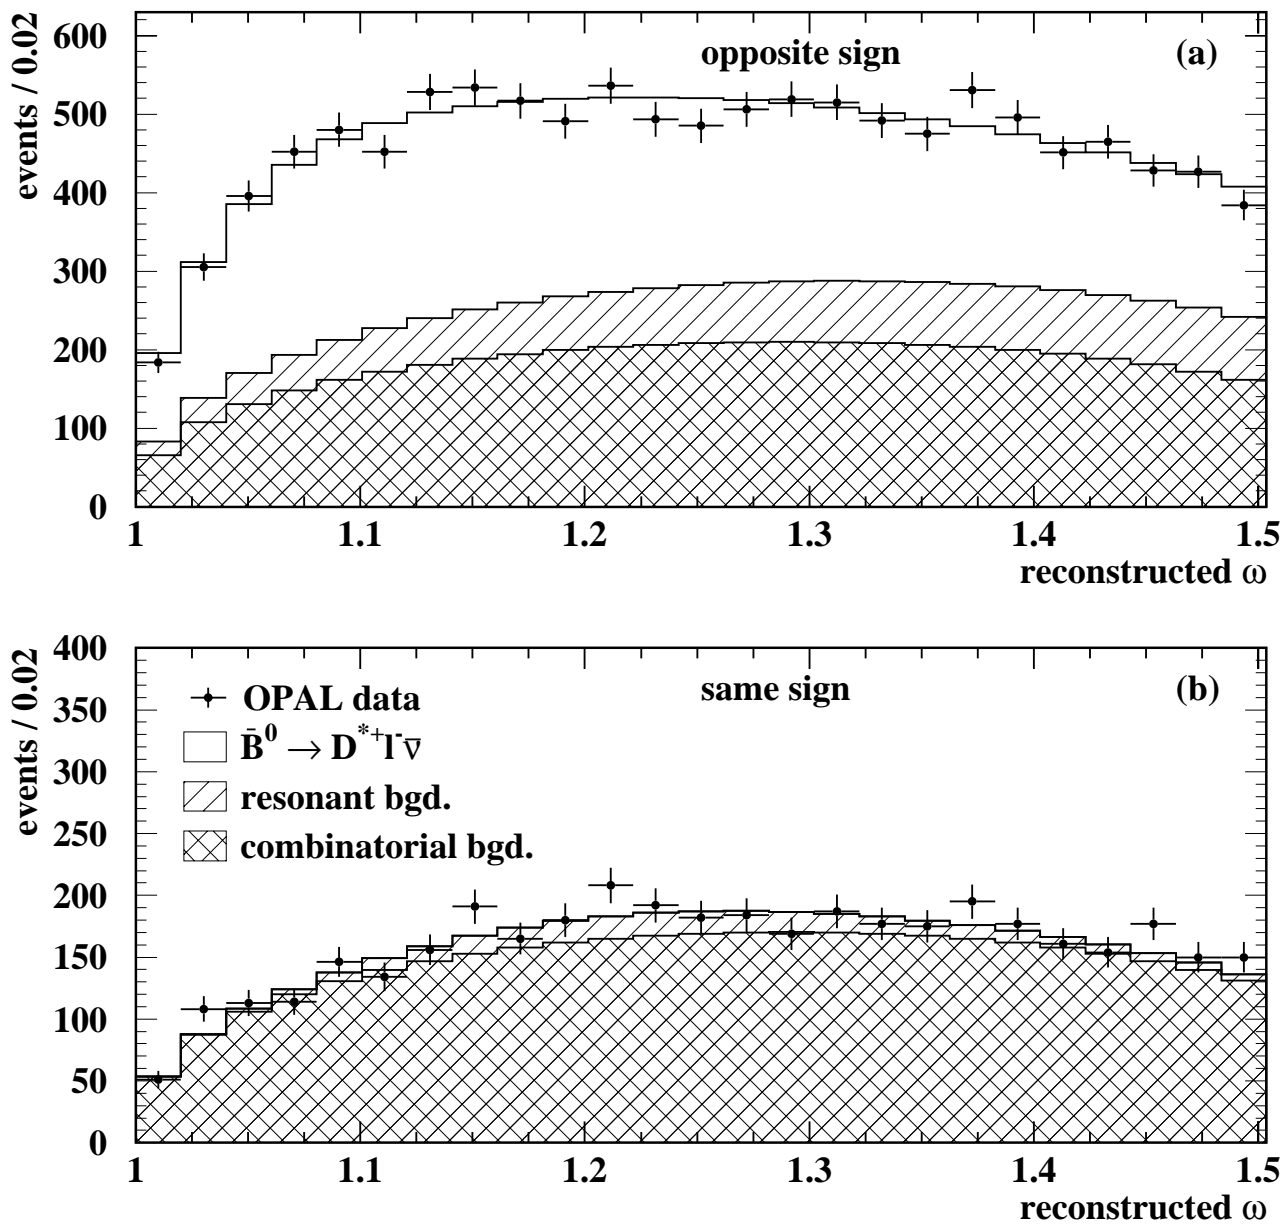 events / 0.02
600
500
400
300
200
100
0
opposite sign
(a)
1 1.1 1.2 1.3 1.4 1.5
reconstructed ω
events / 0.02
400
350
300
250
200
150
100
50
0
same sign
(b)
OPAL data
B̄⁰ → D*⁺l⁻ν̄
resonant bgd.
combinatorial bgd.
1 1.1 1.2 1.3 1.4 1.5
reconstructed ω